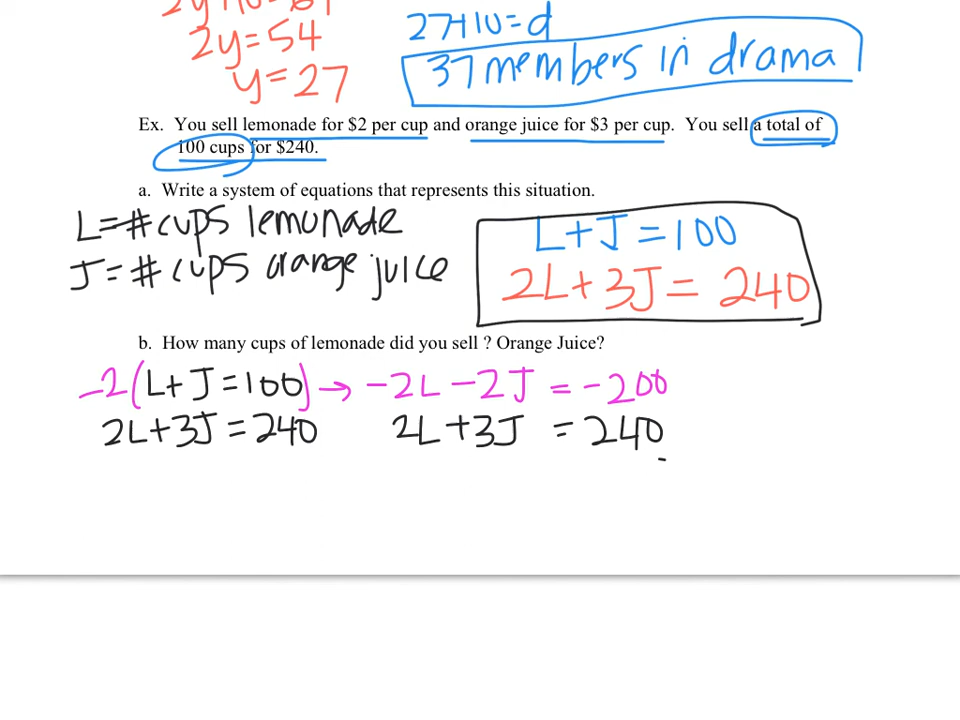 2y=54
y=27
27+10=d
37 members in drama
Ex. You sell lemonade for $2 per cup and orange juice for $3 per cup. You sell a total of
100 cups for $240.
a. Write a system of equations that represents this situation.
L=# cups lemonade
J=# cups orange juice
L+J=100
2L+3J=240
b. How many cups of lemonade did you sell ? Orange Juice?
-2(L+J=100) → -2L-2J=-200
2L+3J=240 2L+3J=240